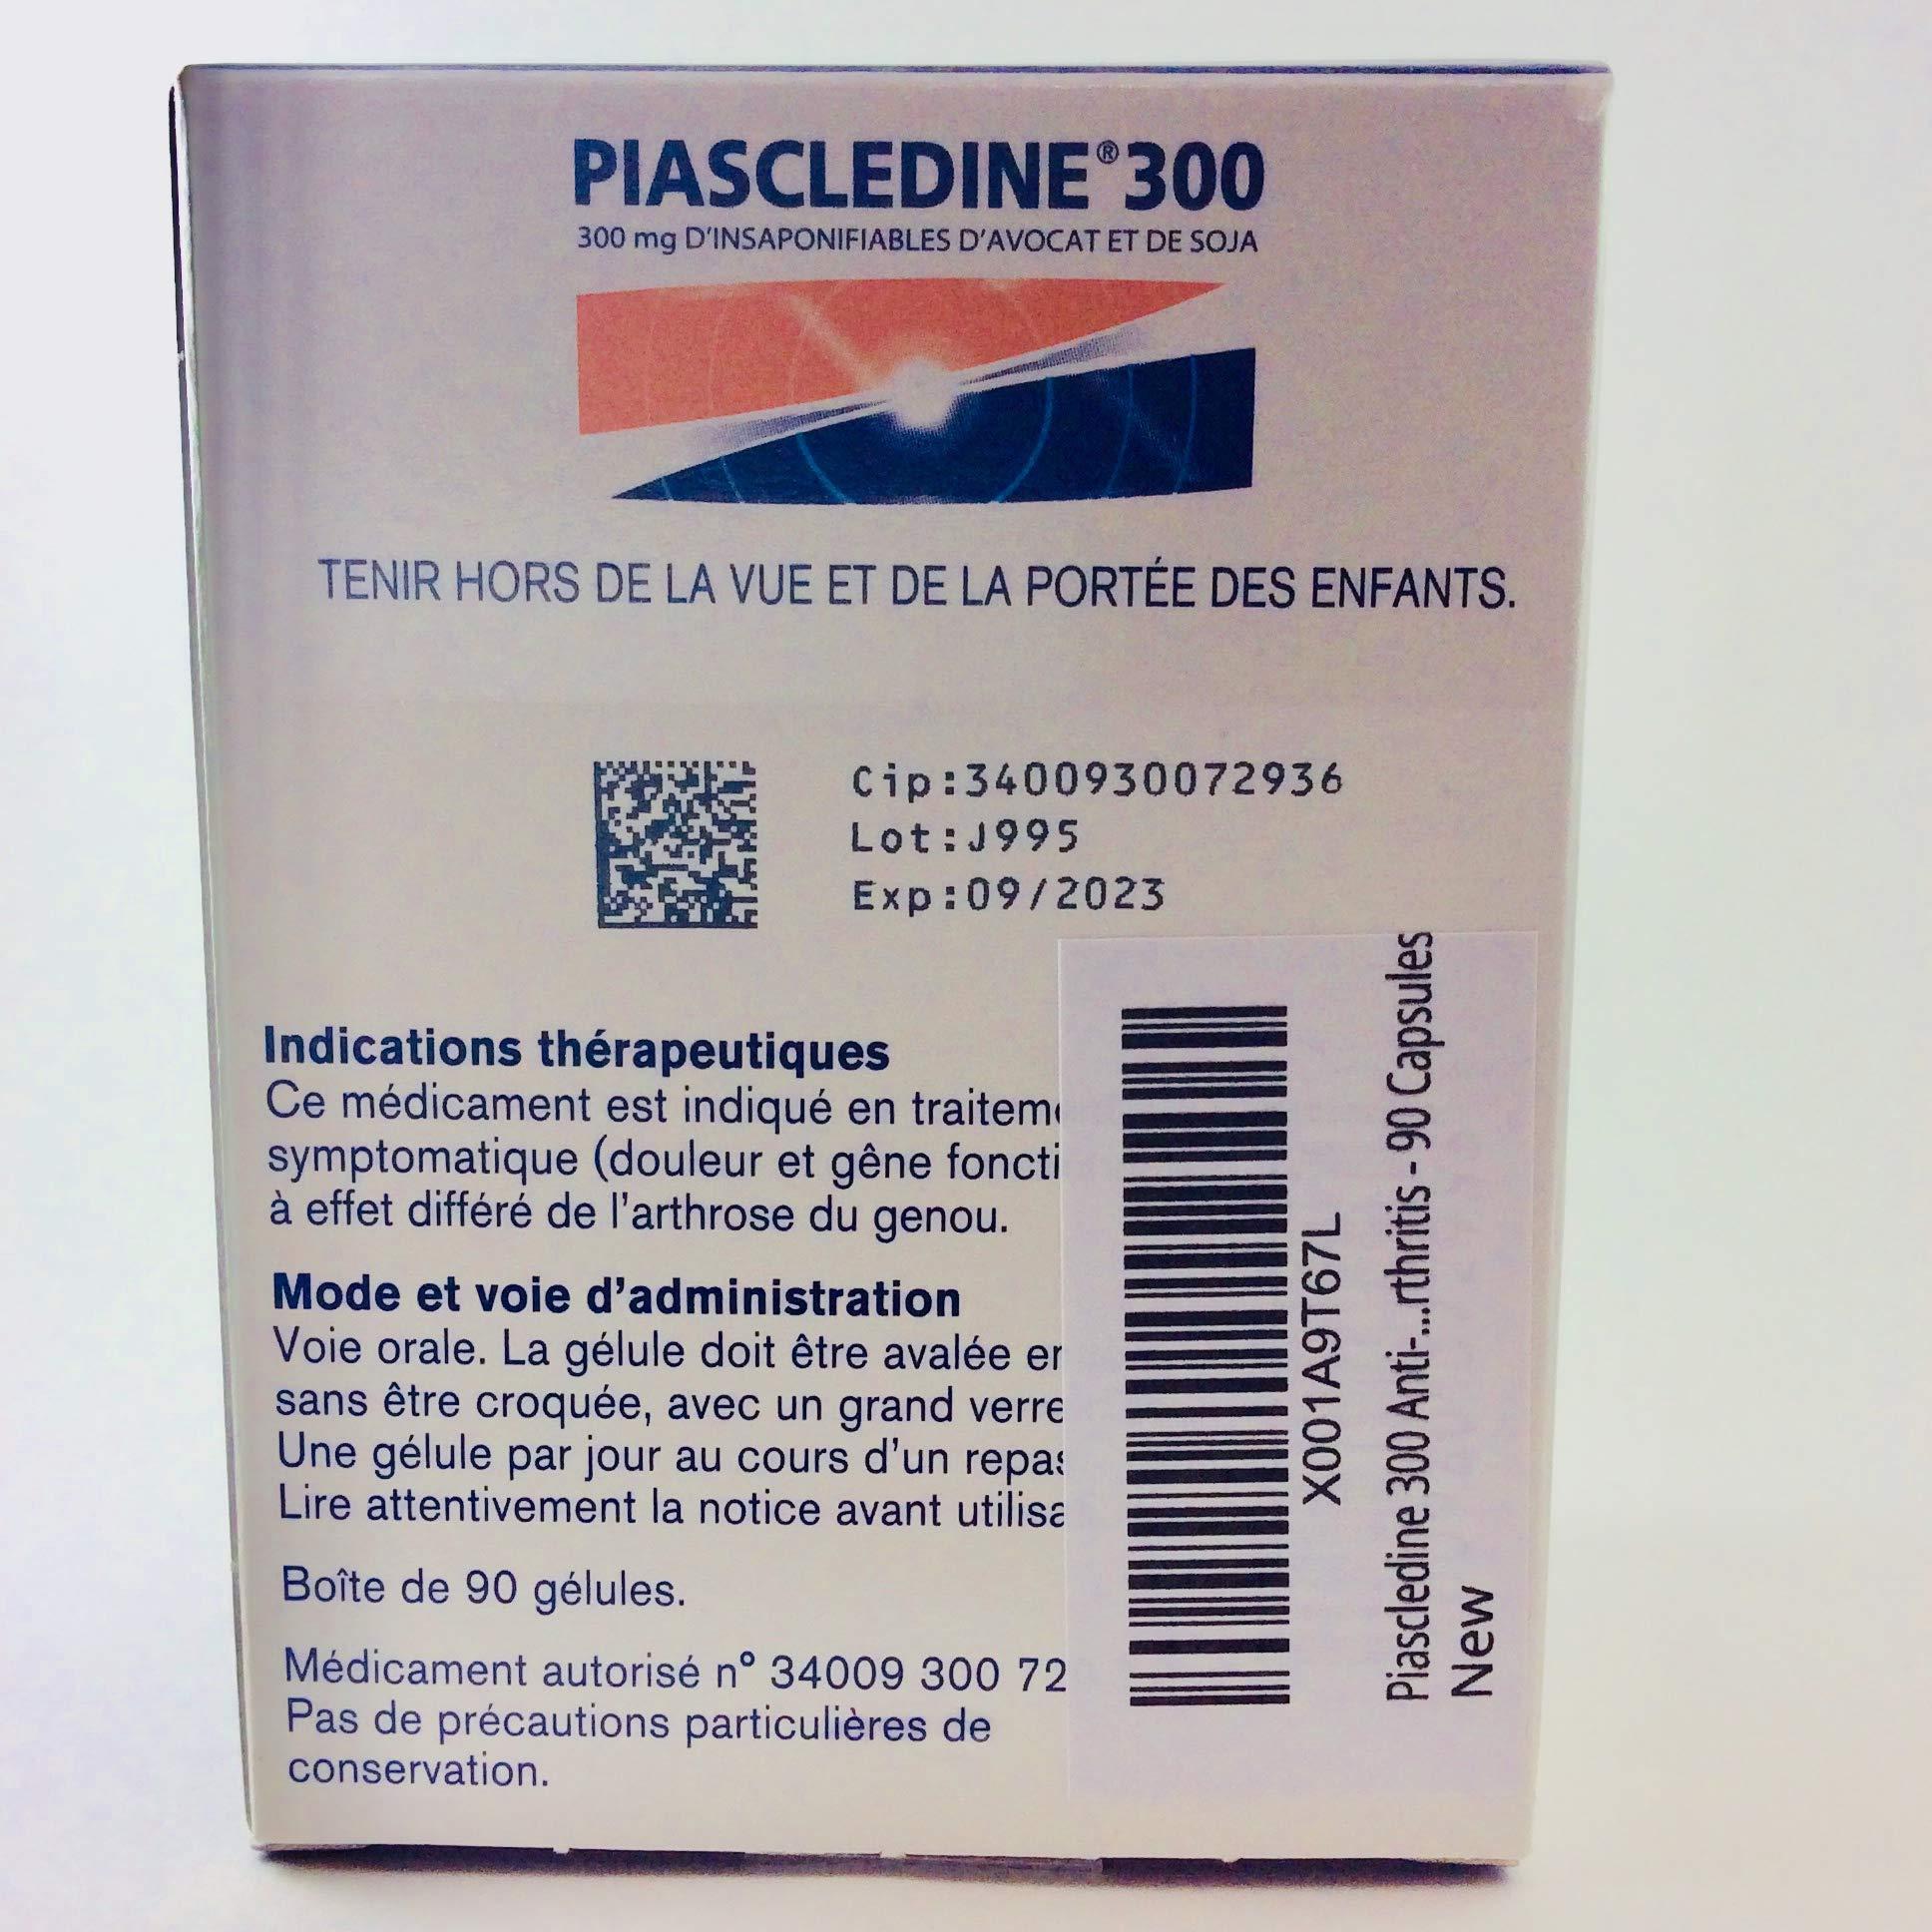 PIASCLEDINE® 300
300 mg D'INSAPONIFIABLES D'AVOCAT ET DE SOJA
TENIR HORS DE LA VUE ET DE LA PORTÉE DES ENFANTS.
Cip:3400930072936
Lot:J995
Exp:09/2023
Indications thérapeutiques
Ce médicament est indiqué en
symptomatique (douleur et gêne
à effet différé de l'arthrose du genou.
Mode et voie d'administration
Voie orale. La gélule doit être avalée
sans être croquée, avec un grand verre
Une gélule par jour au cours d'un
Lire attentivement la notice avant
Boîte de 90 gélules.
Médicament autorisé n° 34009 300 72
Pas de précautions particulières de
conservation.
X001A9T67L
Piascledine 300 Anti-...rthritis - 90 Capsules
New